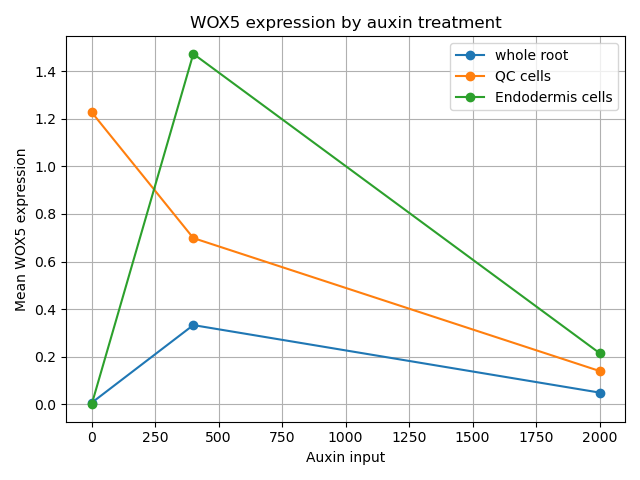 WOX5 expression by auxin treatment
whole root
QC cells
Endodermis cells
Mean WOX5 expression
1.4
1.2
1.0
0.8
0.6
0.4
0.2
0.0
0 250 500 750 1000 1250 1500 1750 2000
Auxin input